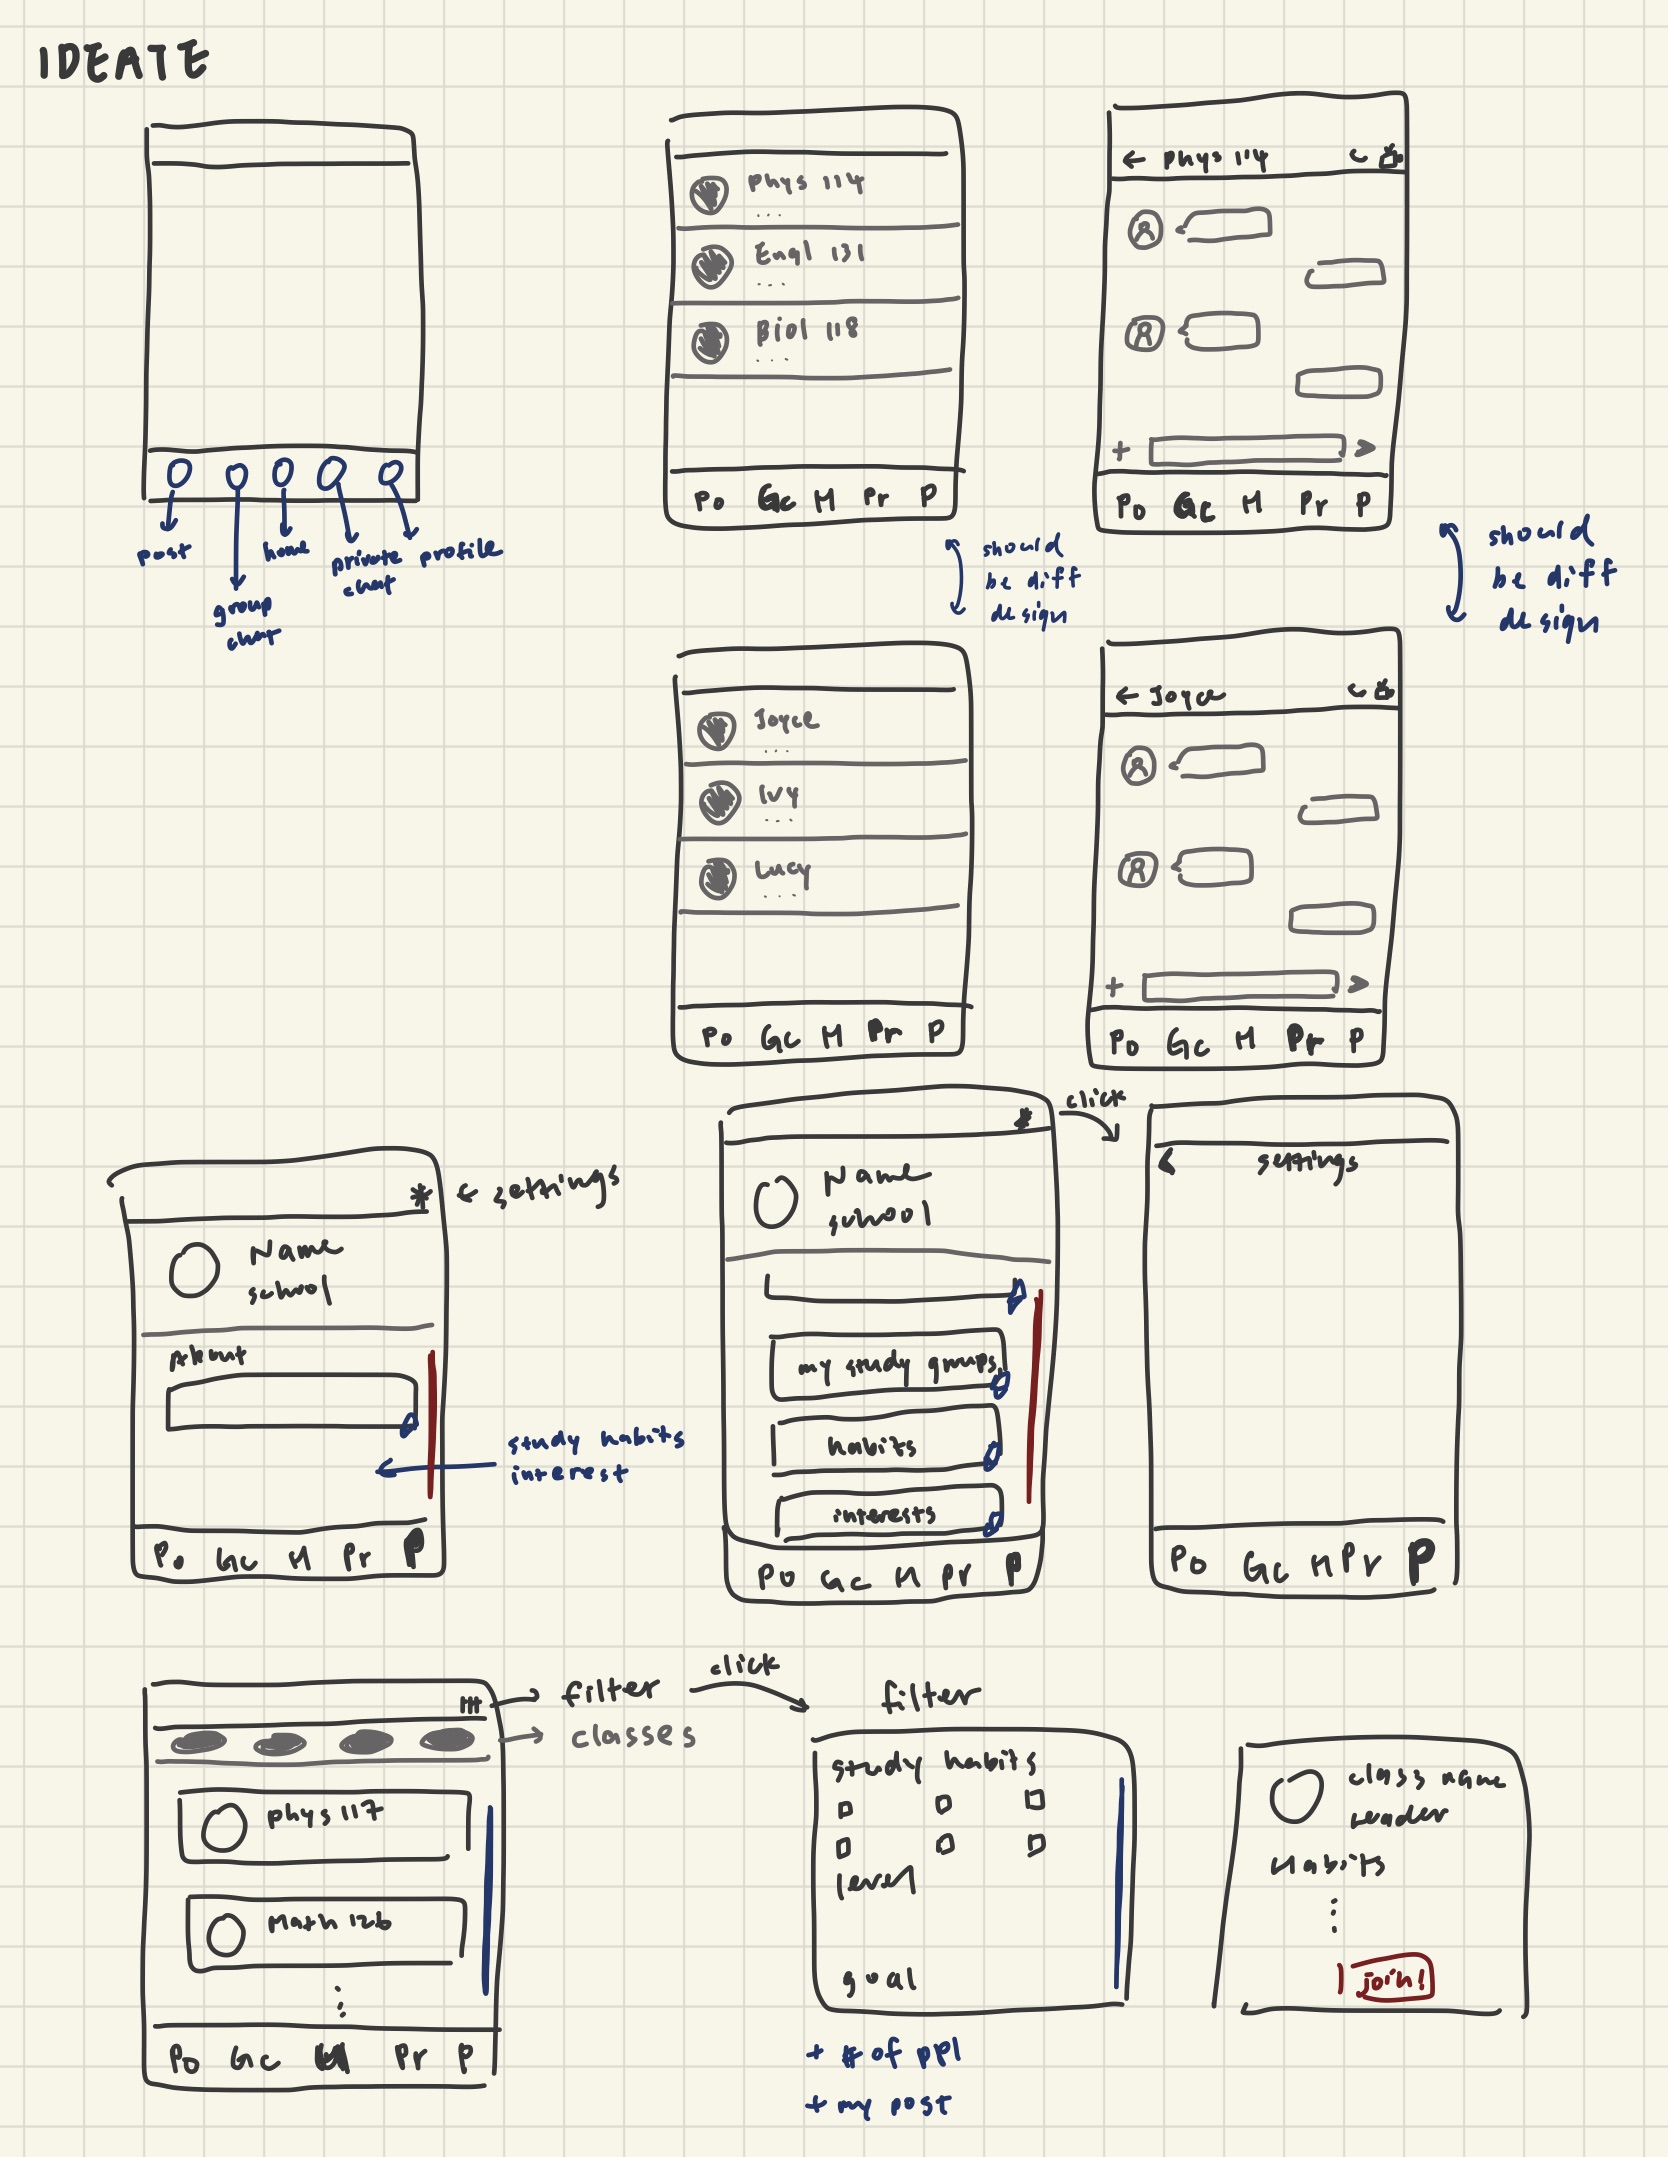 IDEATE
post
group
chat
home
private
chat
profile
Phys 114
...
Engl 131
...
Biol 118
...
Po Gc H Pr P
← Phys 114
+
Po Gc H Pr P
should
be diff
design
should
be diff
design
Joyce
...
Ivy
...
Lucy
...
Po Gc H Pr P
← Joyce
+
Po Gc H Pr P
* ← settings
Name
school
About
study habits
interest
Po Gc H Pr P
*
click
Name
school
my study groups
habits
interests
Po Gc H Pr P
settings
Po Gc H Pr P
filter
classes
click
Phys 117
Math 126
Po Gc H Pr P
filter
study habits
level
goal
+ # of ppl
+ my post
class name
Leader
Habits
join!